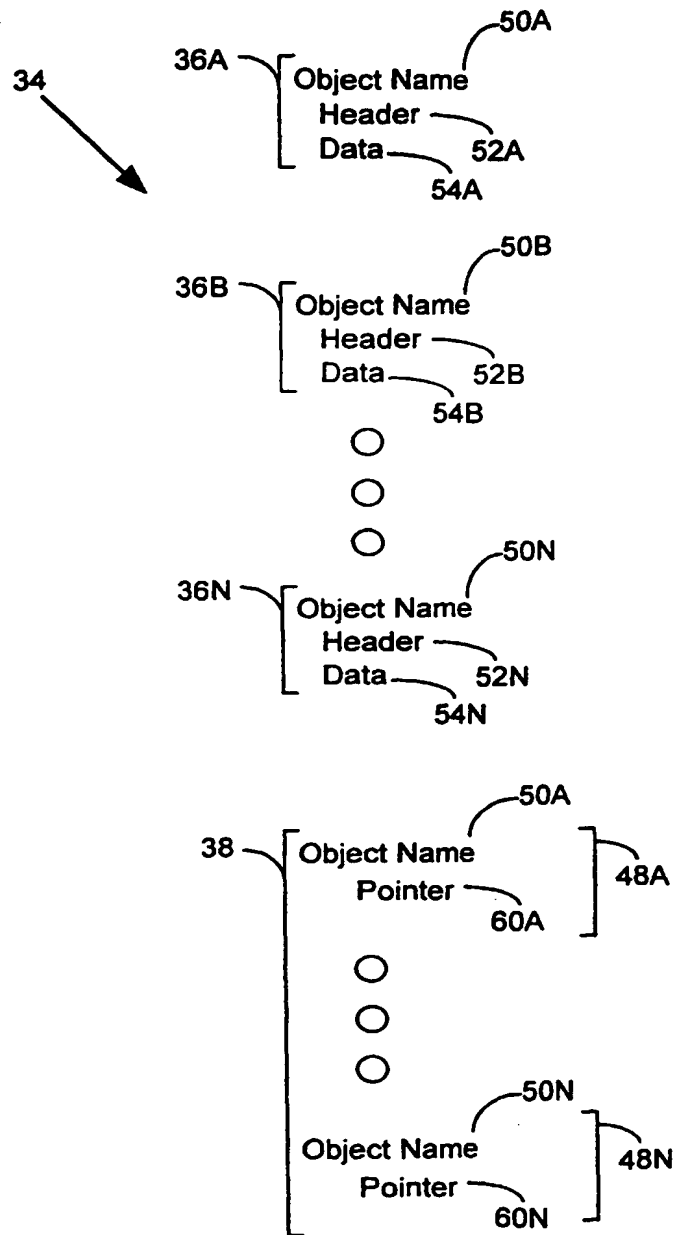 50A
36A
34
Object Name
Header
52A
Data
54A
50B
36B
Object Name
Header
52B
Data
54B
50N
36N
Object Name
Header
52N
Data
54N
50A
38
Object Name
48A
Pointer
60A
50N
Object Name
48N
Pointer
60N